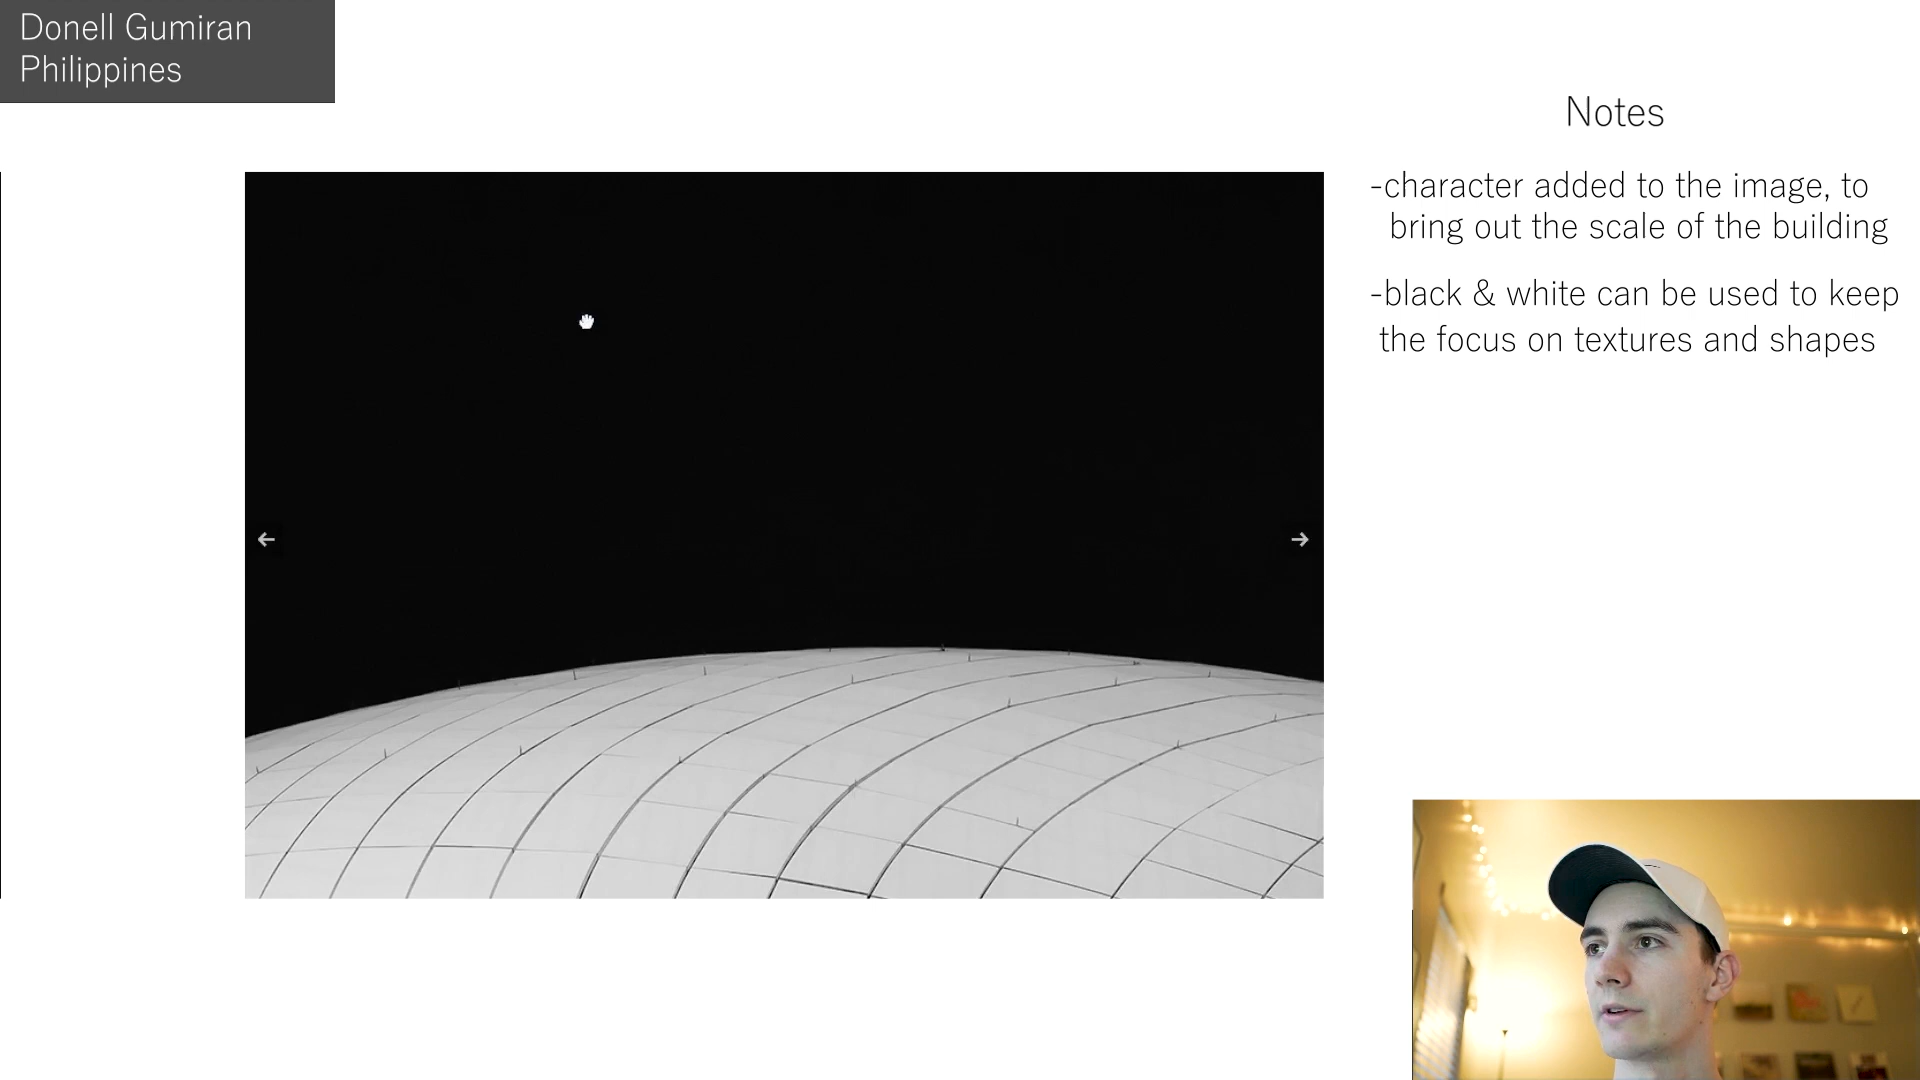 Donell Gumiran
Philippines
Notes
-character added to the image, to
bring out the scale of the building
-black & white can be used to keep
the focus on textures and shapes